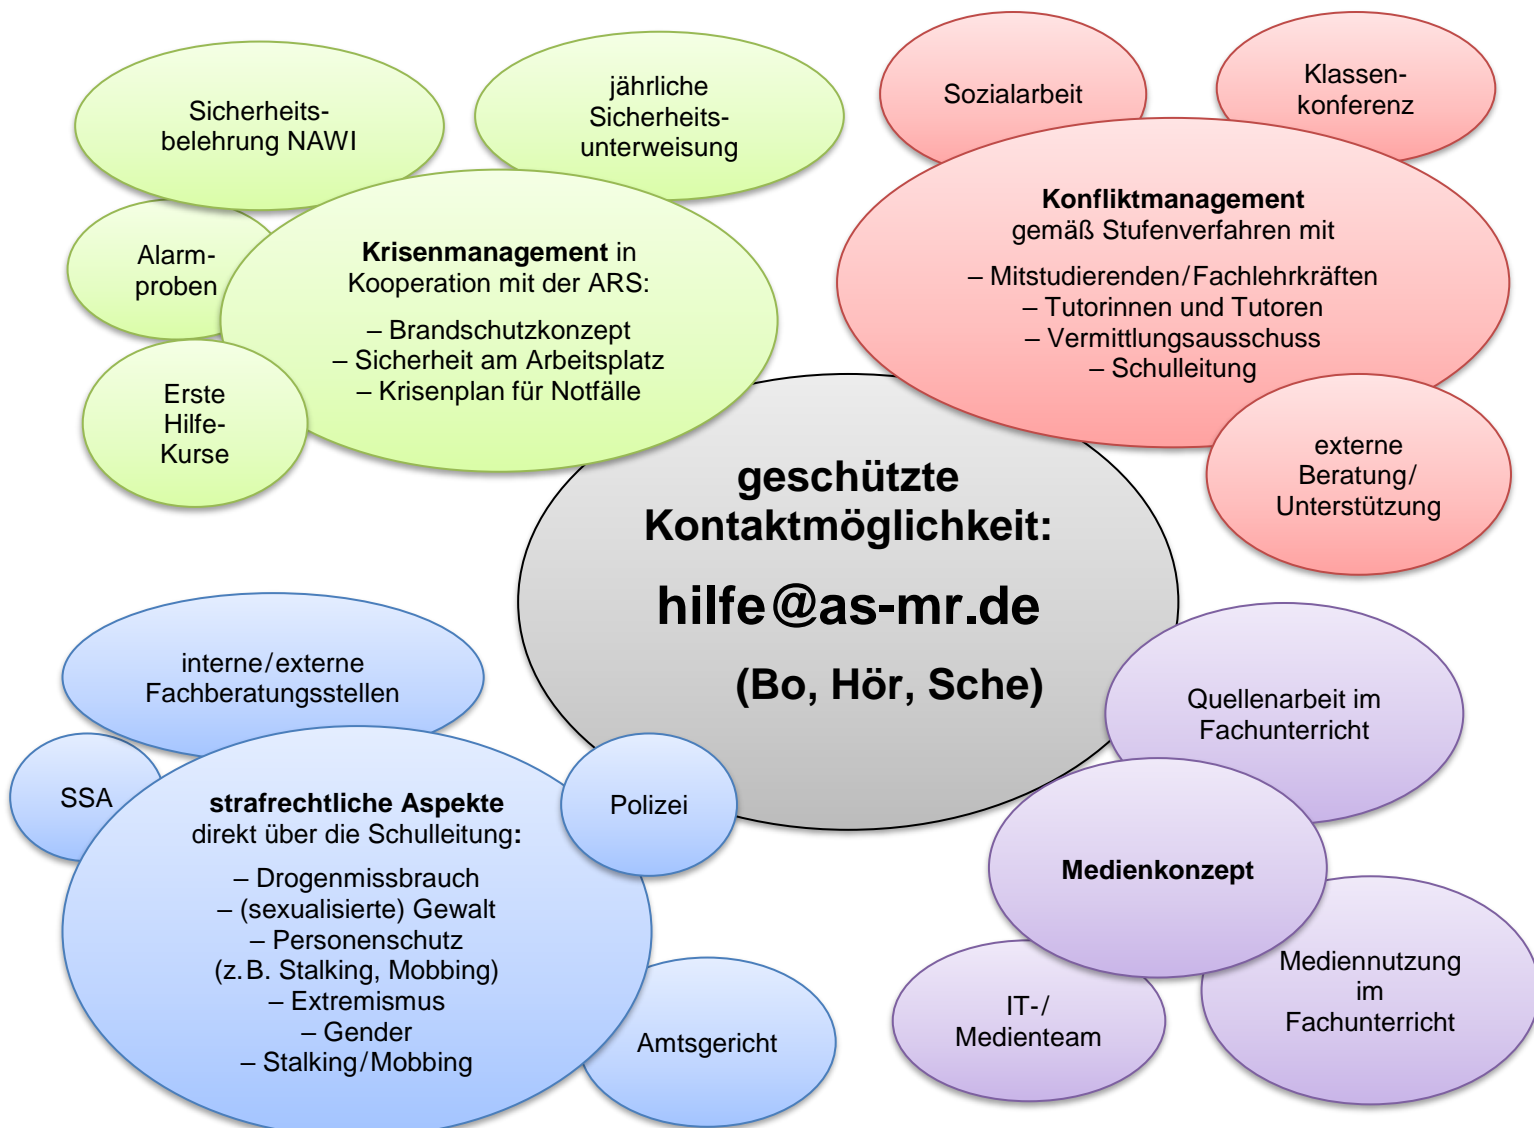 Sicherheits-
belehrung NAWI
jährliche
Sicherheits-
unterweisung
Alarm-
proben
Erste
Hilfe-
Kurse
Krisenmanagement in
Kooperation mit der ARS:
– Brandschutzkonzept
– Sicherheit am Arbeitsplatz
– Krisenplan für Notfälle
Sozialarbeit
Klassen-
konferenz
Konfliktmanagement
gemäß Stufenverfahren mit
– Mitstudierenden/Fachlehrkräften
– Tutorinnen und Tutoren
– Vermittlungsausschuss
– Schulleitung
externe
Beratung/
Unterstützung
geschützte
Kontaktmöglichkeit:
hilfe@as-mr.de
(Bo, Hör, Sche)
interne/externe
Fachberatungsstellen
SSA
strafrechtliche Aspekte
direkt über die Schulleitung:
– Drogenmissbrauch
– (sexualisierte) Gewalt
– Personenschutz
(z.B. Stalking, Mobbing)
– Extremismus
– Gender
– Stalking/Mobbing
Polizei
Amtsgericht
Quellenarbeit im
Fachunterricht
Medienkonzept
IT-/
Medienteam
Mediennutzung
im
Fachunterricht